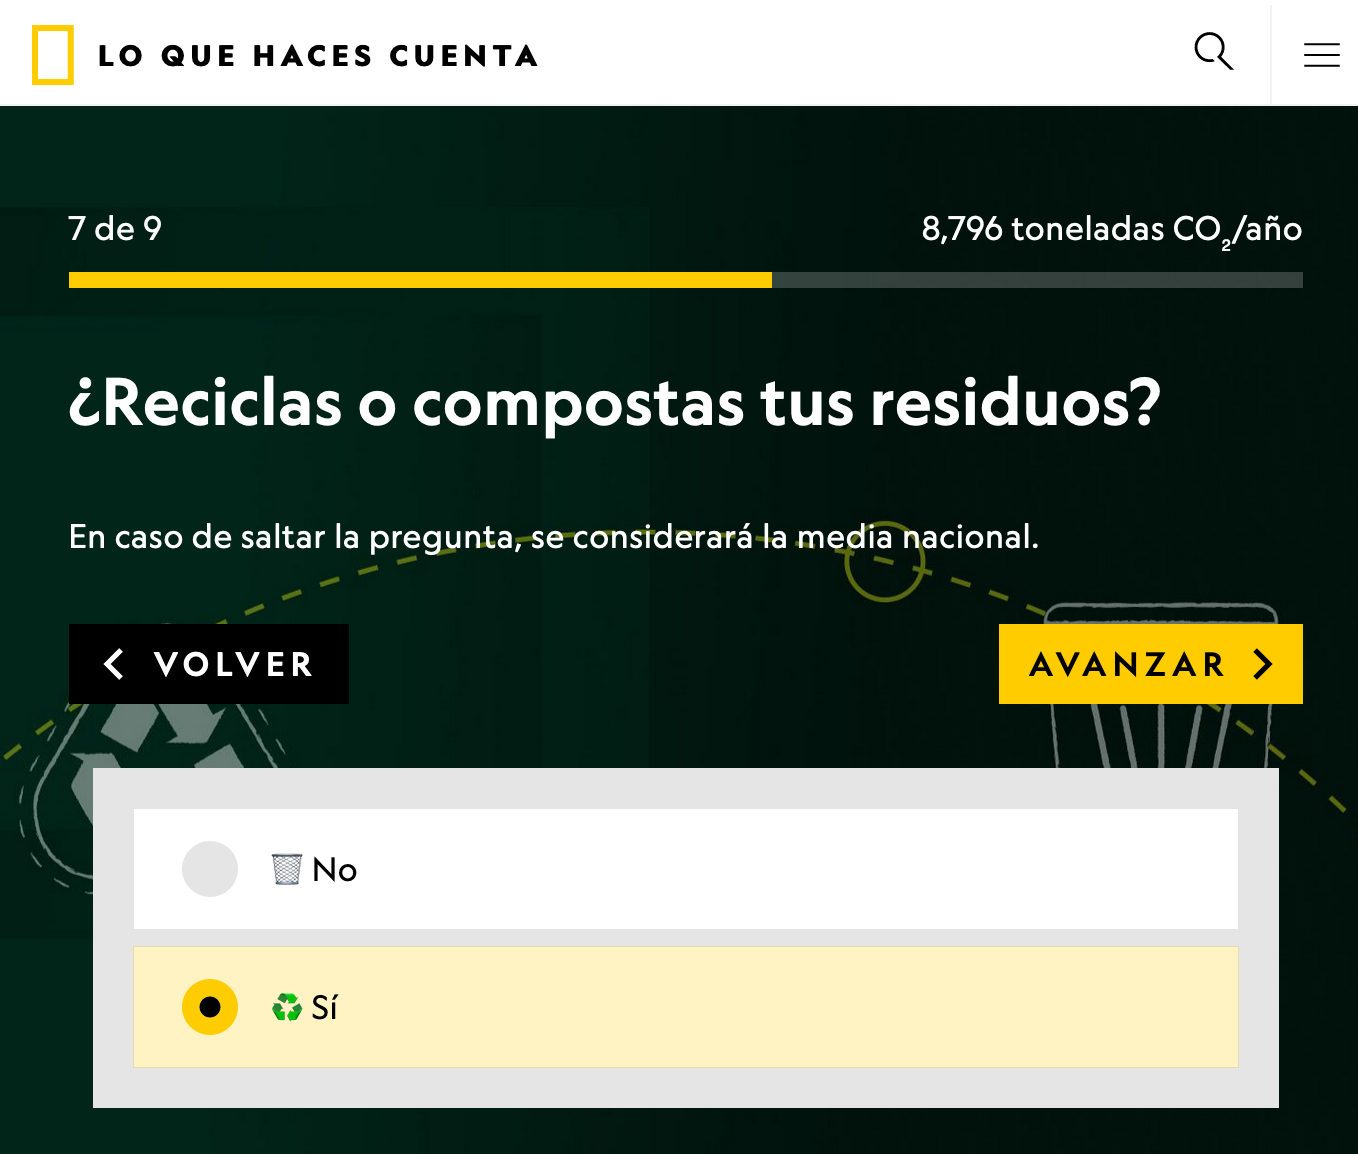 LO QUE HACES CUENTA
7 de 9
8,796 toneladas CO₂/año
¿Reciclas o compostas tus residuos?
En caso de saltar la pregunta, se considerará la media nacional.
VOLVER
AVANZAR
No
Sí